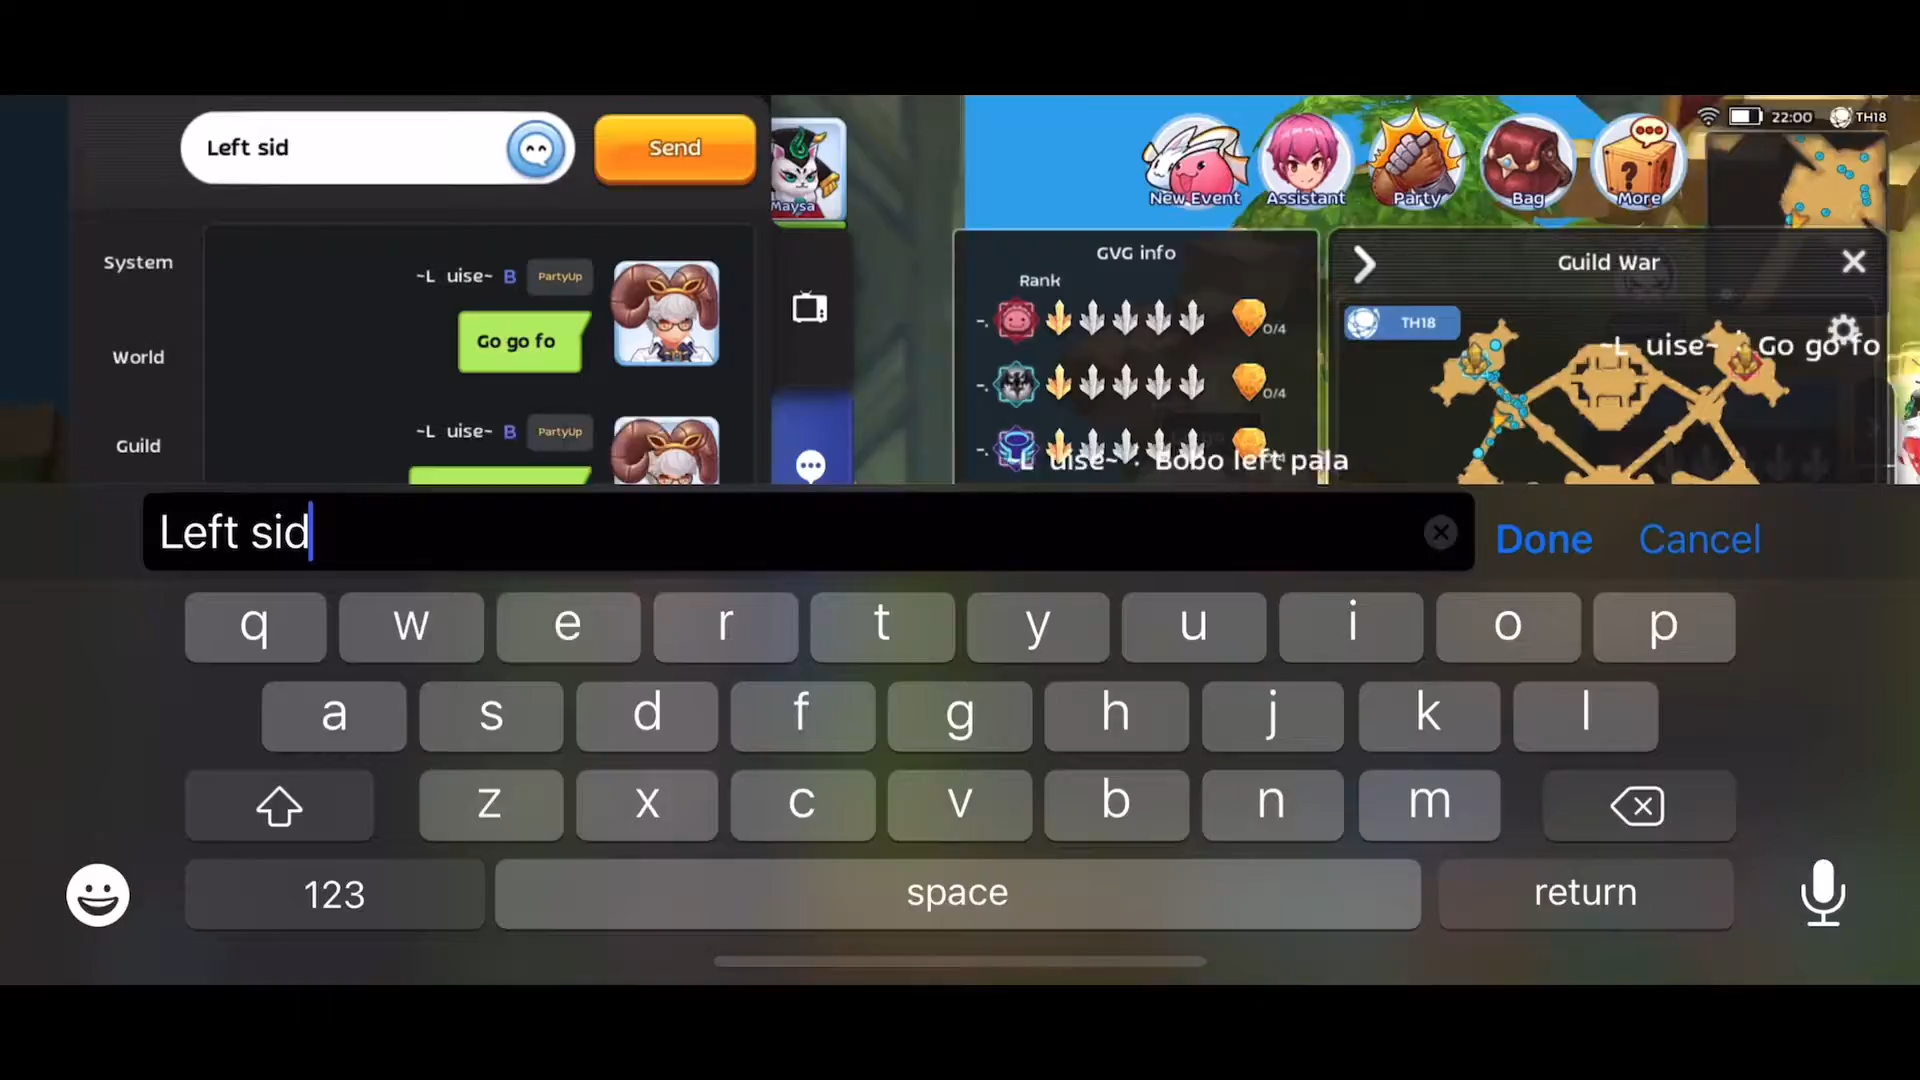 Left sid
Send
Maysa
New Event
Assistant
Party
Bag
More
22:00
TH18
System
World
Guild
~L uise~ B PartyUp
Go go fo
~L uise~ B PartyUp
GVG info
Rank
0/4
0/4
~L uise~ : Bobo left pala
Guild War
TH18
~L uise~ : Go go fo
Left sid
Done
Cancel
q w e r t y u i o p
a s d f g h j k l
z x c v b n m
123
space
return